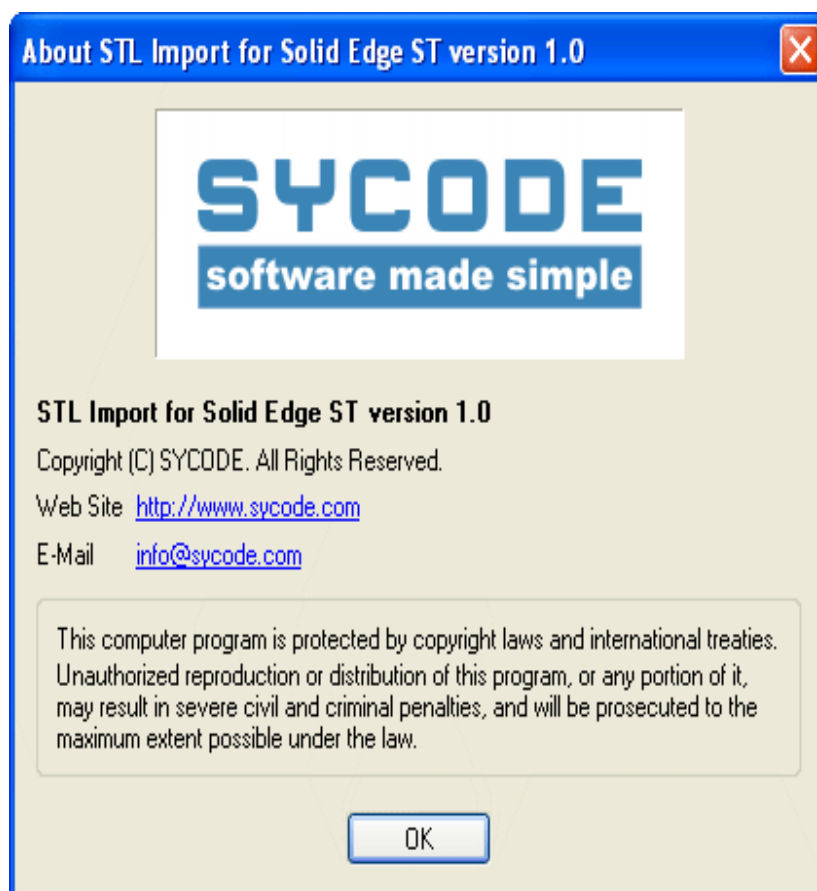 About STL Import for Solid Edge ST version 1.0
SYCODE
software made simple
STL Import for Solid Edge ST version 1.0
Copyright (C) SYCODE. All Rights Reserved.
Web Site http://www.sycode.com
E-Mail info@sycode.com
This computer program is protected by copyright laws and international treaties.
Unauthorized reproduction or distribution of this program, or any portion of it,
may result in severe civil and criminal penalties, and will be prosecuted to the
maximum extent possible under the law.
OK